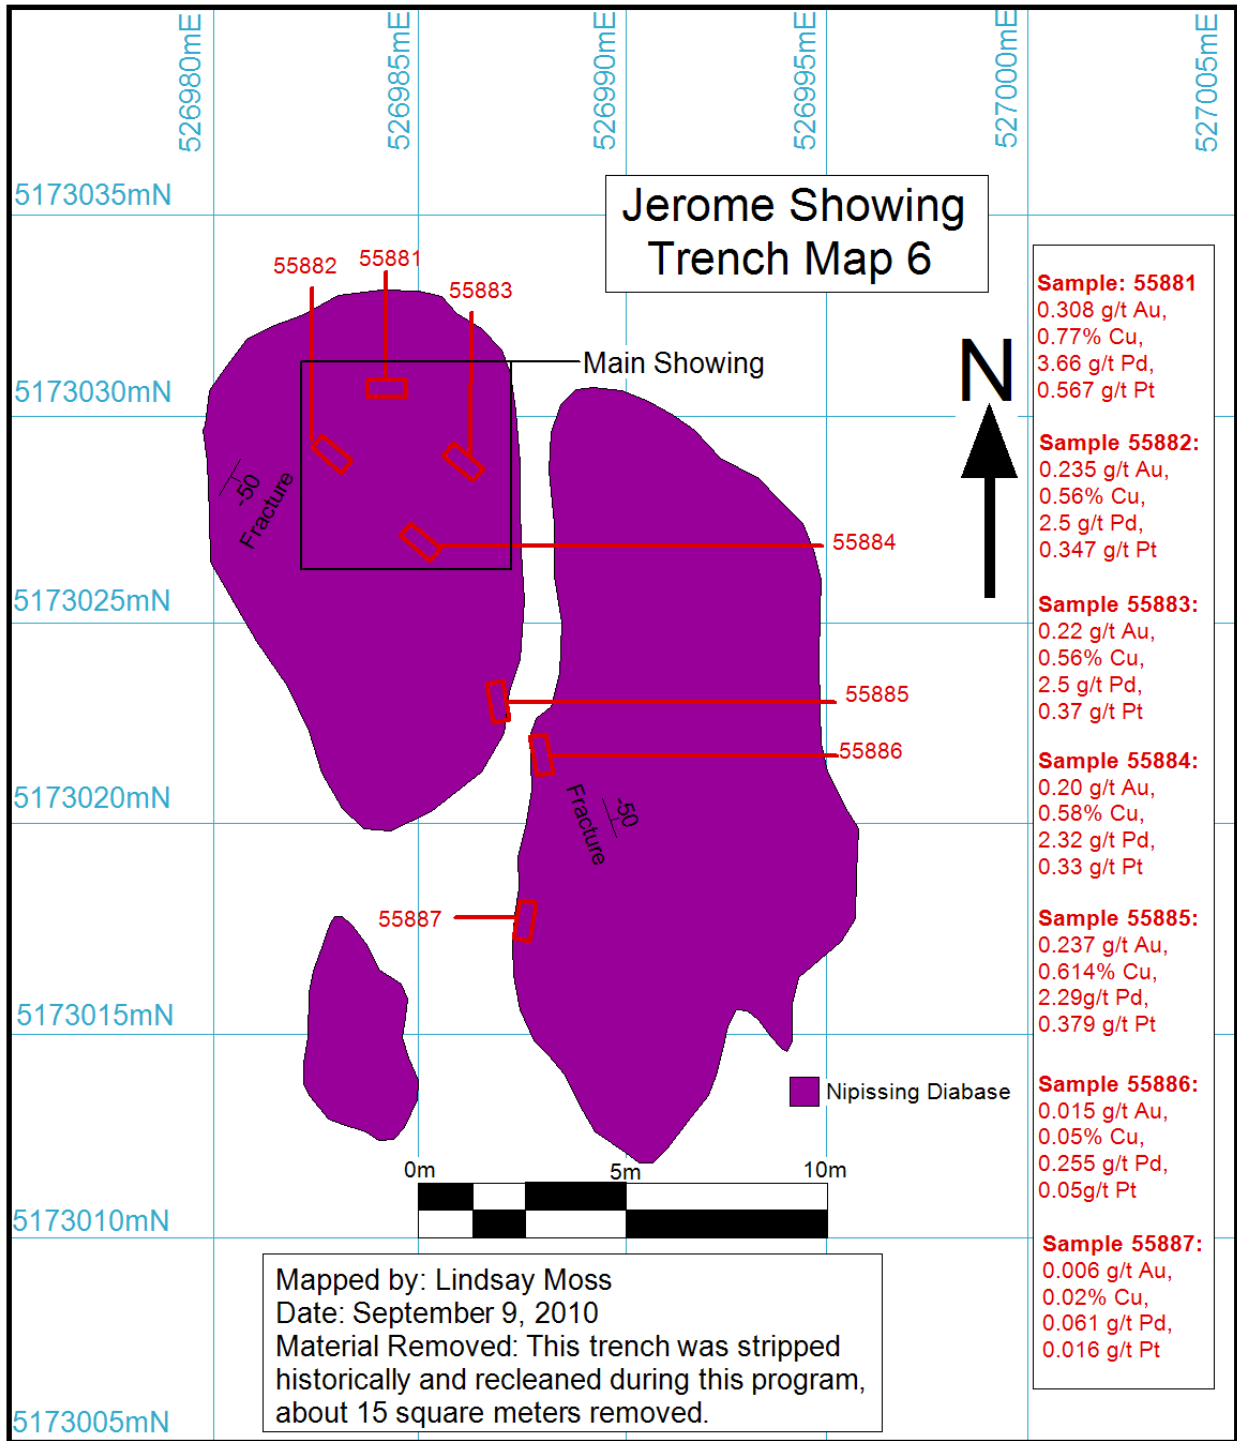 526980mE
526985mE
526990mE
526995mE
527000mE
527005mE
5173035mN
Jerome Showing
Trench Map 6
55882
55881
55883
Main Showing
5173030mN
N
-50
Fracture
55884
5173025mN
55885
55886
5173020mN
Fracture
-50
55887
5173015mN
Nipissing Diabase
0m
5m
10m
5173010mN
5173005mN
Mapped by: Lindsay Moss
Date: September 9, 2010
Material Removed: This trench was stripped
historically and recleaned during this program,
about 15 square meters removed.
Sample: 55881
0.308 g/t Au,
0.77% Cu,
3.66 g/t Pd,
0.567 g/t Pt
Sample 55882:
0.235 g/t Au,
0.56% Cu,
2.5 g/t Pd,
0.347 g/t Pt
Sample 55883:
0.22 g/t Au,
0.56% Cu,
2.5 g/t Pd,
0.37 g/t Pt
Sample 55884:
0.20 g/t Au,
0.58% Cu,
2.32 g/t Pd,
0.33 g/t Pt
Sample 55885:
0.237 g/t Au,
0.614% Cu,
2.29g/t Pd,
0.379 g/t Pt
Sample 55886:
0.015 g/t Au,
0.05% Cu,
0.255 g/t Pd,
0.05g/t Pt
Sample 55887:
0.006 g/t Au,
0.02% Cu,
0.061 g/t Pd,
0.016 g/t Pt